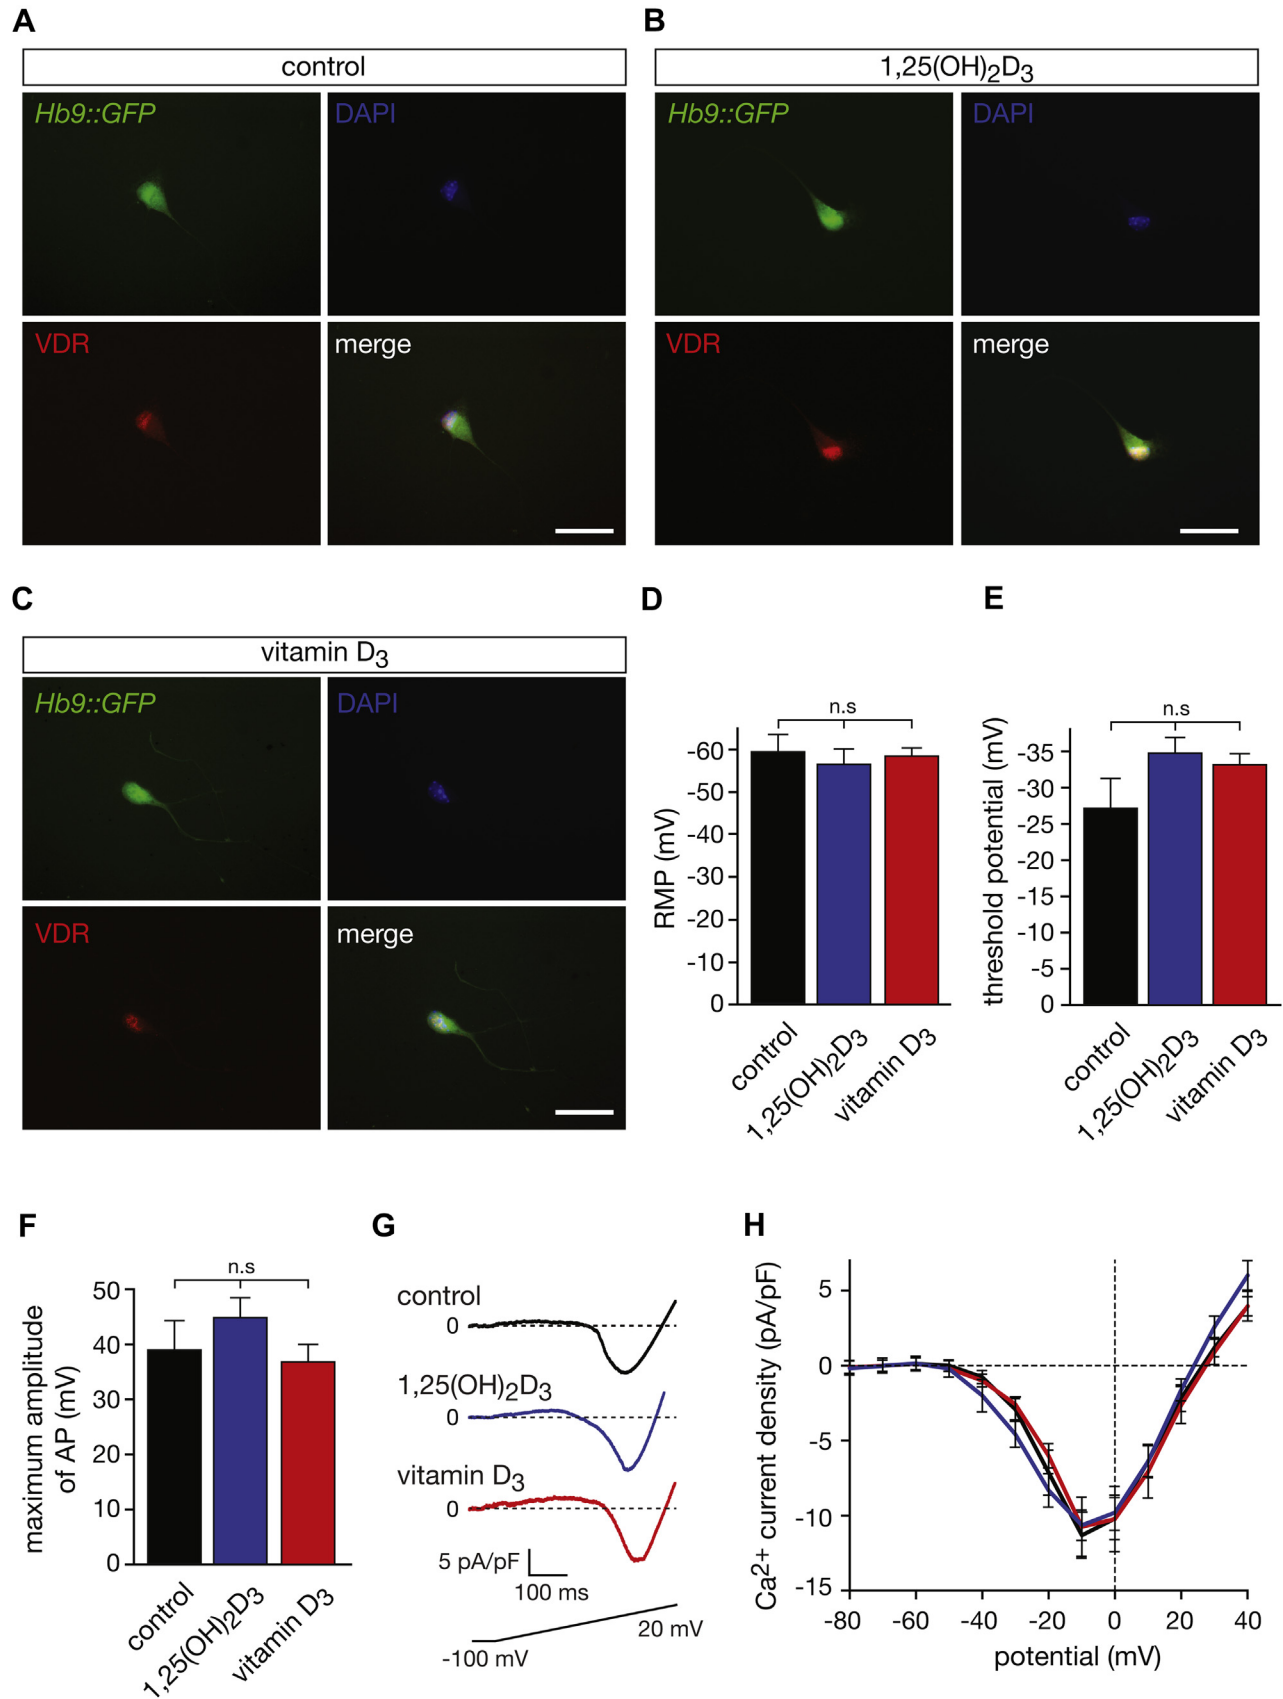 A
control
Hb9::GFP
DAPI
VDR
merge
B
1,25(OH)2D3
Hb9::GFP
DAPI
VDR
merge
C
vitamin D3
Hb9::GFP
DAPI
VDR
merge
D
n.s
RMP (mV)
-60
-50
-40
-30
-20
-10
0
control
1,25(OH)2D3
vitamin D3
E
n.s
threshold potential (mV)
-35
-30
-25
-20
-15
-10
-5
0
control
1,25(OH)2D3
vitamin D3
F
n.s
maximum amplitude
of AP (mV)
50
40
30
20
10
0
control
1,25(OH)2D3
vitamin D3
G
control
0
1,25(OH)2D3
0
vitamin D3
0
5 pA/pF
100 ms
20 mV
-100 mV
H
Ca2+ current density (pA/pF)
5
0
-5
-10
-15
-80
-60
-40
-20
0
20
40
potential (mV)